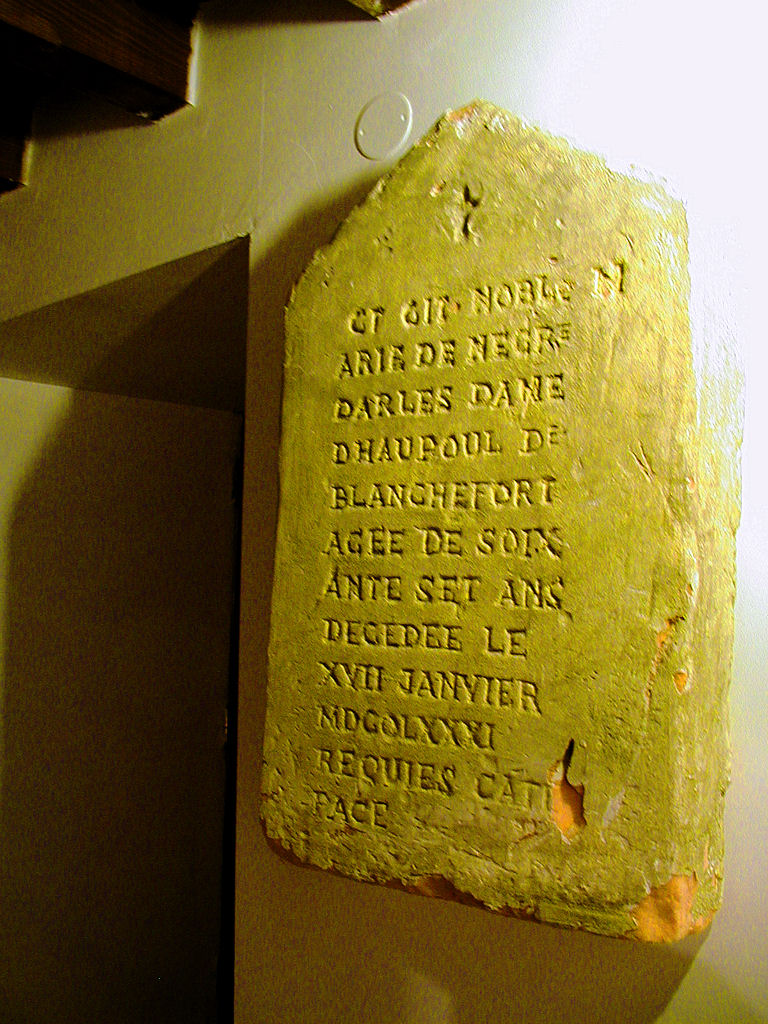 CT GIT NOBLe M
ARIE DE NEGRE
DARLES DAME
DHAUPOUL DE
BLANCHEFORT
AGEE DE SOIX
ANTE SET ANS
DECEDEE LE
XVII JANVIER
MDCOLXXXI
REQUIES CATI
PACE